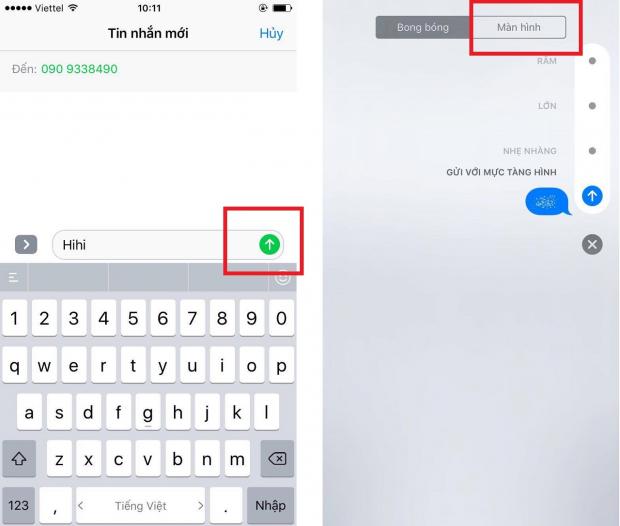 Viettel 10:11
Tin nhắn mới Hủy
Đến: 090 9338490
Hihi
1 2 3 4 5 6 7 8 9 0
q w e r t y u i o p
a s d f g h j k l
z x c v b n m
123 , Tiếng Việt . Nhập
Bong bóng Màn hình
RẦM
LỚN
NHẸ NHÀNG
GỬI VỚI MỰC TÀNG HÌNH